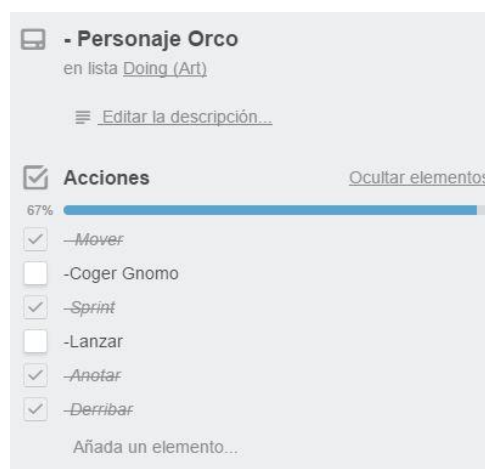 - Personaje Orco
en lista Doing (Art)
Editar la descripción...
Acciones Ocultar elementos
67%
-Mover
-Coger Gnomo
-Sprint
-Lanzar
-Anotar
-Derribar
Añada un elemento...